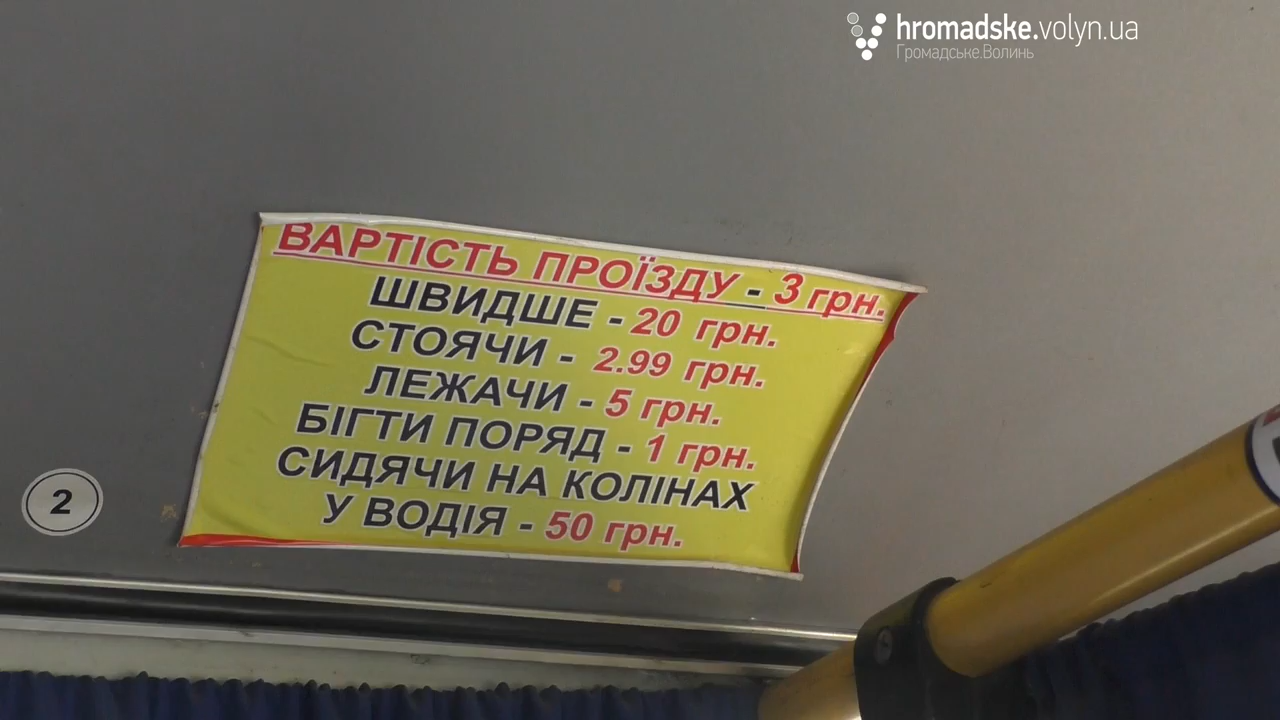 hromadske.volyn.ua
Громадське.Волинь
ВАРТІСТЬ ПРОЇЗДУ - 3 грн.
ШВИДШЕ - 20 грн.
СТОЯЧИ - 2.99 грн.
ЛЕЖАЧИ - 5 грн.
БІГТИ ПОРЯД - 1 грн.
СИДЯЧИ НА КОЛІНАХ
У ВОДІЯ - 50 грн.
2